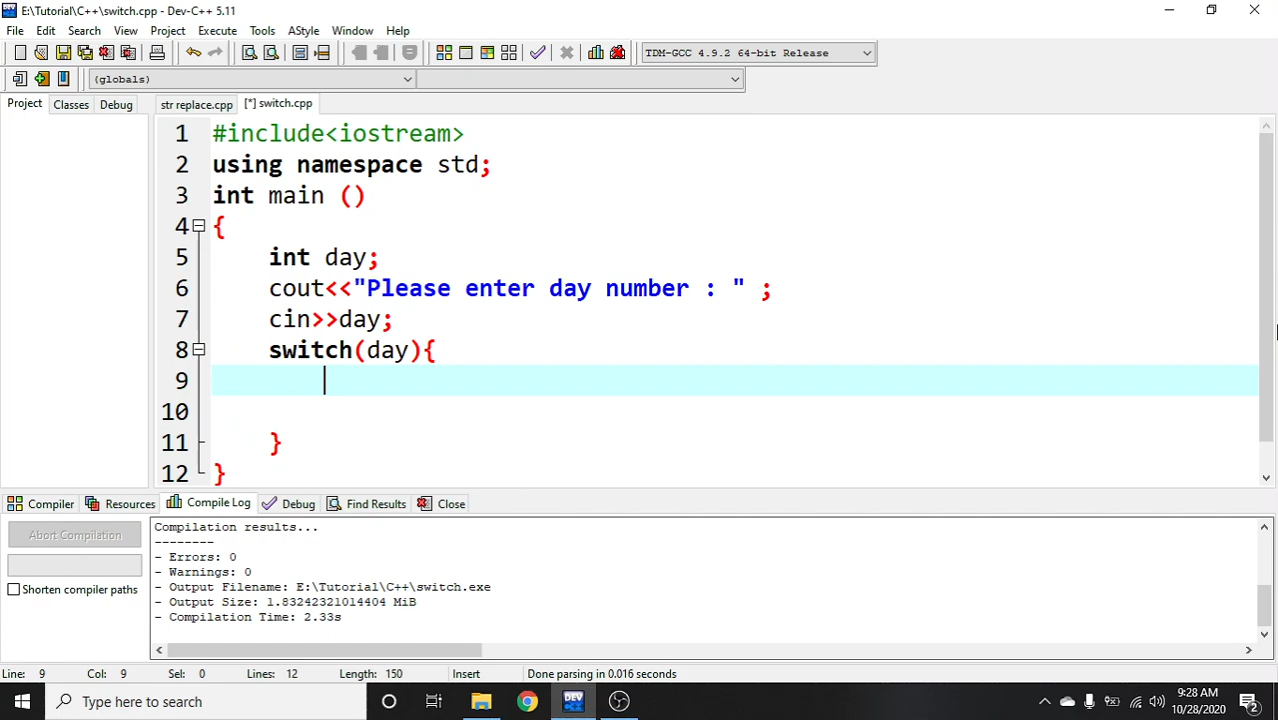 E:\Tutorial\C++\switch.cpp - Dev-C++ 5.11
File Edit Search View Project Execute Tools AStyle Window Help
TDM-GCC 4.9.2 64-bit Release
(globals)
Project Classes Debug
str replace.cpp [*] switch.cpp
1 #include<iostream>
2 using namespace std;
3 int main ()
4 {
5 int day;
6 cout<<"Please enter day number : " ;
7 cin>>day;
8 switch(day){
9
10
11 }
12 }
Compiler Resources Compile Log Debug Find Results Close
Abort Compilation
Shorten compiler paths
Compilation results...
--------
- Errors: 0
- Warnings: 0
- Output Filename: E:\Tutorial\C++\switch.exe
- Output Size: 1.83242321014404 MiB
- Compilation Time: 2.33s
Line: 9 Col: 9 Sel: 0 Lines: 12 Length: 150 Insert Done parsing in 0.016 seconds
Type here to search
DEV
9:28 AM
10/28/2020
2